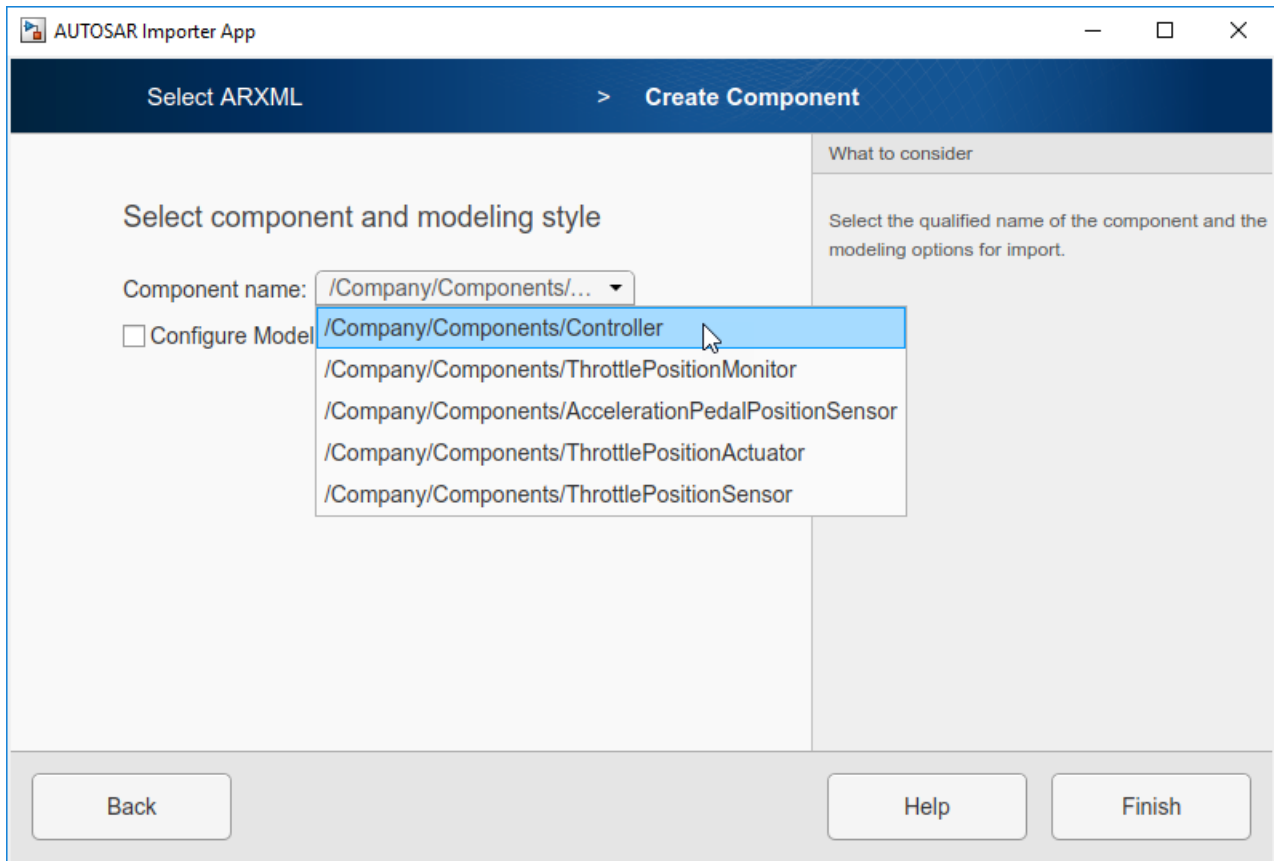 AUTOSAR Importer App
Select ARXML > Create Component
What to consider
Select the qualified name of the component and the
modeling options for import.
Select component and modeling style
Component name: /Company/Components/...
Configure Model
/Company/Components/Controller
/Company/Components/ThrottlePositionMonitor
/Company/Components/AccelerationPedalPositionSensor
/Company/Components/ThrottlePositionActuator
/Company/Components/ThrottlePositionSensor
Back Help Finish